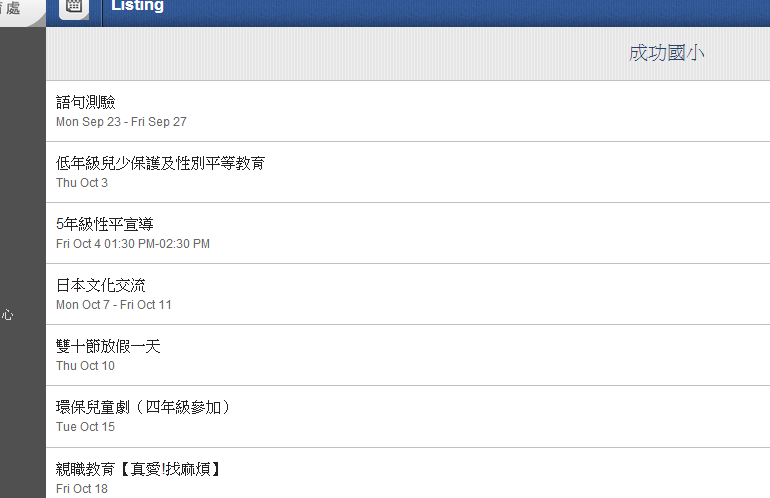 處
Listing
成功國小
語句測驗
Mon Sep 23 - Fri Sep 27
低年級兒少保護及性別平等教育
Thu Oct 3
5年級性平宣導
Fri Oct 4 01:30 PM-02:30 PM
日本文化交流
Mon Oct 7 - Fri Oct 11
心
雙十節放假一天
Thu Oct 10
環保兒童劇（四年級參加）
Tue Oct 15
親職教育【真愛!找麻煩】
Fri Oct 18